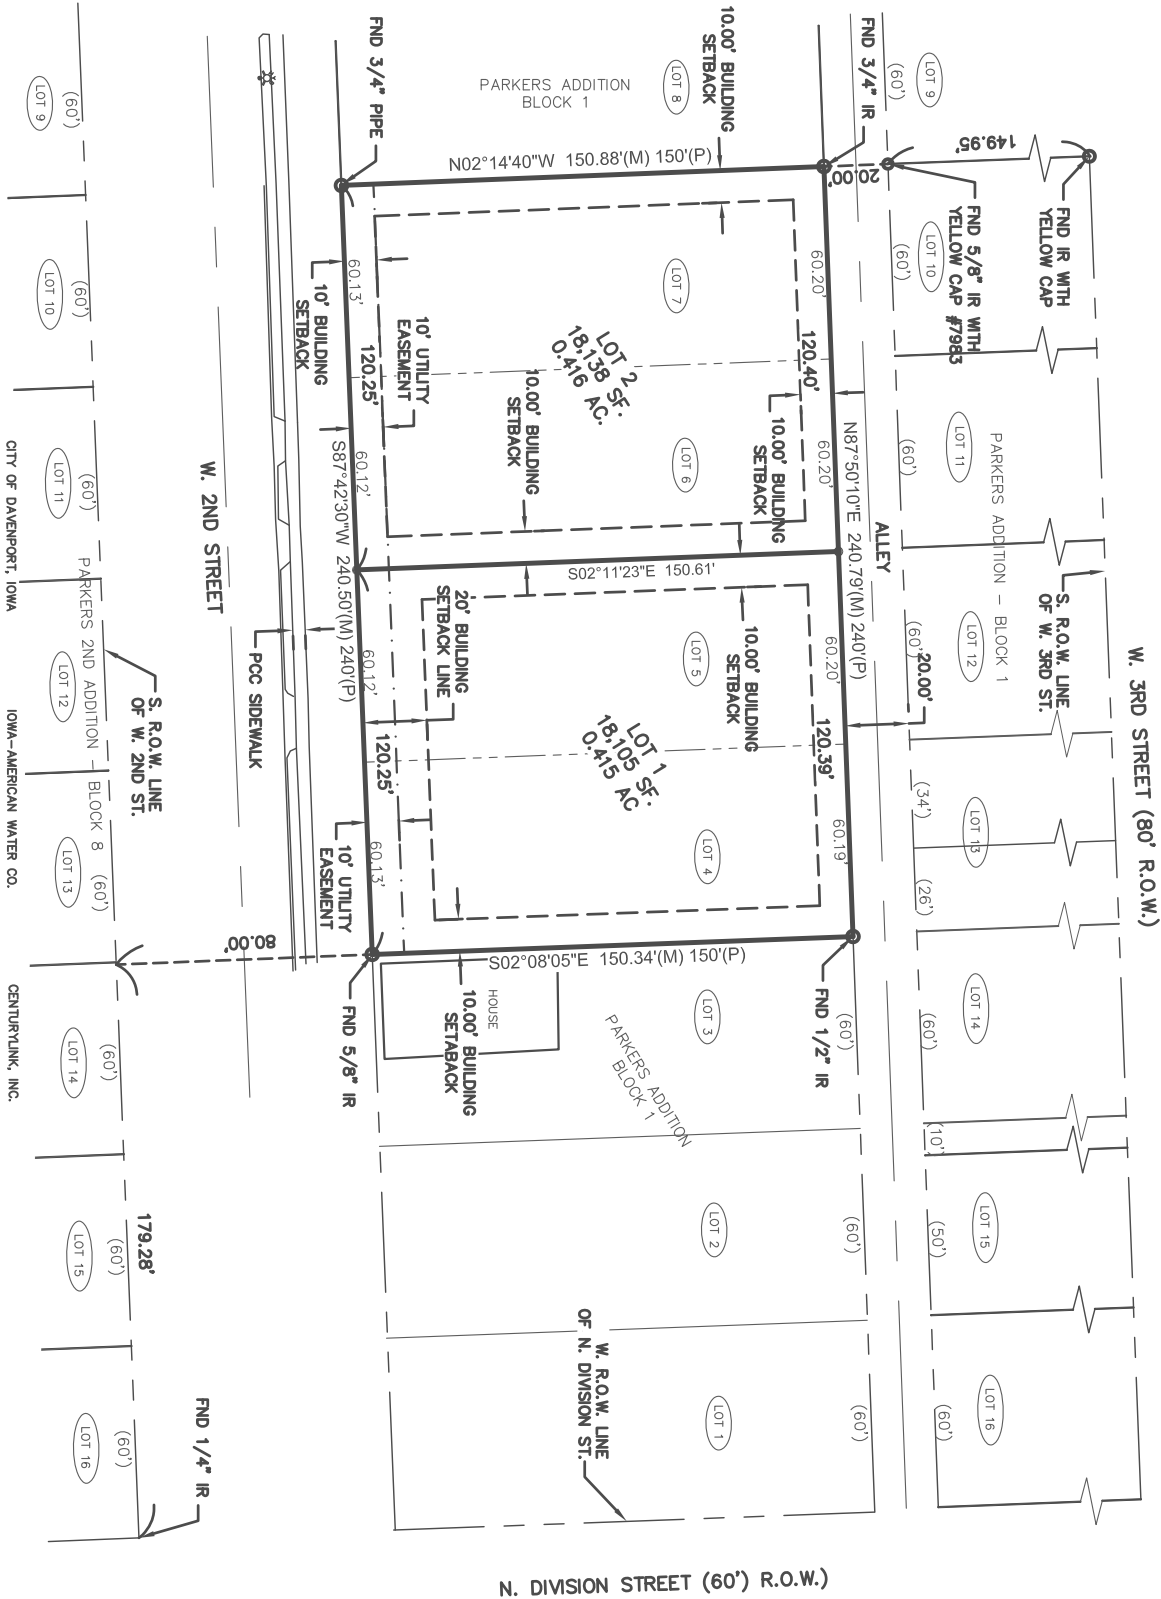 W. 3RD STREET (80' R.O.W.)
FND IR WITH
YELLOW CAP
149.95'
S. R.O.W. LINE
OF W. 3RD ST.
PARKERS ADDITION - BLOCK 1
LOT 9
LOT 10
LOT 11
LOT 12
LOT 13
LOT 14
LOT 15
LOT 16
(60')
(60')
(60')
(60')
(34')
(26')
(60')
(10')
(50')
(60')
FND 5/8" IR WITH
YELLOW CAP #7983
20.00'
ALLEY
20.00'
FND 3/4" IR
N87°50'10"E 240.79'(M) 240'(P)
60.20'
60.20'
60.20'
60.19'
120.40'
120.39'
FND 1/2" IR
(60')
(60')
(60')
10.00' BUILDING
SETBACK
LOT 8
PARKERS ADDITION
BLOCK 1
N02°14'40"W 150.88'(M) 150'(P)
10.00' BUILDING
SETBACK
LOT 7
LOT 6
LOT 2
18,138 SF.
0.416 AC.
10.00' BUILDING
SETBACK
S02°11'23"E 150.61'
10.00' BUILDING
SETBACK
LOT 5
LOT 4
LOT 1
18,105 SF.
0.415 AC
20' BUILDING
SETBACK LINE
S02°08'05"E 150.34'(M) 150'(P)
HOUSE
10.00' BUILDING
SETABACK
LOT 3
LOT 2
LOT 1
PARKERS ADDITION
BLOCK 1
W. R.O.W. LINE
OF N. DIVISION ST.
N. DIVISION STREET (60') R.O.W.)
FND 3/4" PIPE
60.13'
60.12'
60.12'
60.13'
10' UTILITY
EASEMENT
120.25'
120.25'
10' BUILDING
SETBACK
S87°42'30"W 240.50'(M) 240'(P)
10' UTILITY
EASEMENT
FND 5/8" IR
PCC SIDEWALK
W. 2ND STREET
80.00'
S. R.O.W. LINE
OF W. 2ND ST.
179.28'
FND 1/4" IR
(60')
(60')
(60')
(60')
(60')
(60')
(60')
PARKERS 2ND ADDITION - BLOCK 8
LOT 9
LOT 10
LOT 11
LOT 12
LOT 13
LOT 14
LOT 15
LOT 16
CITY OF DAVENPORT, IOWA
IOWA-AMERICAN WATER CO.
CENTURYLINK, INC.